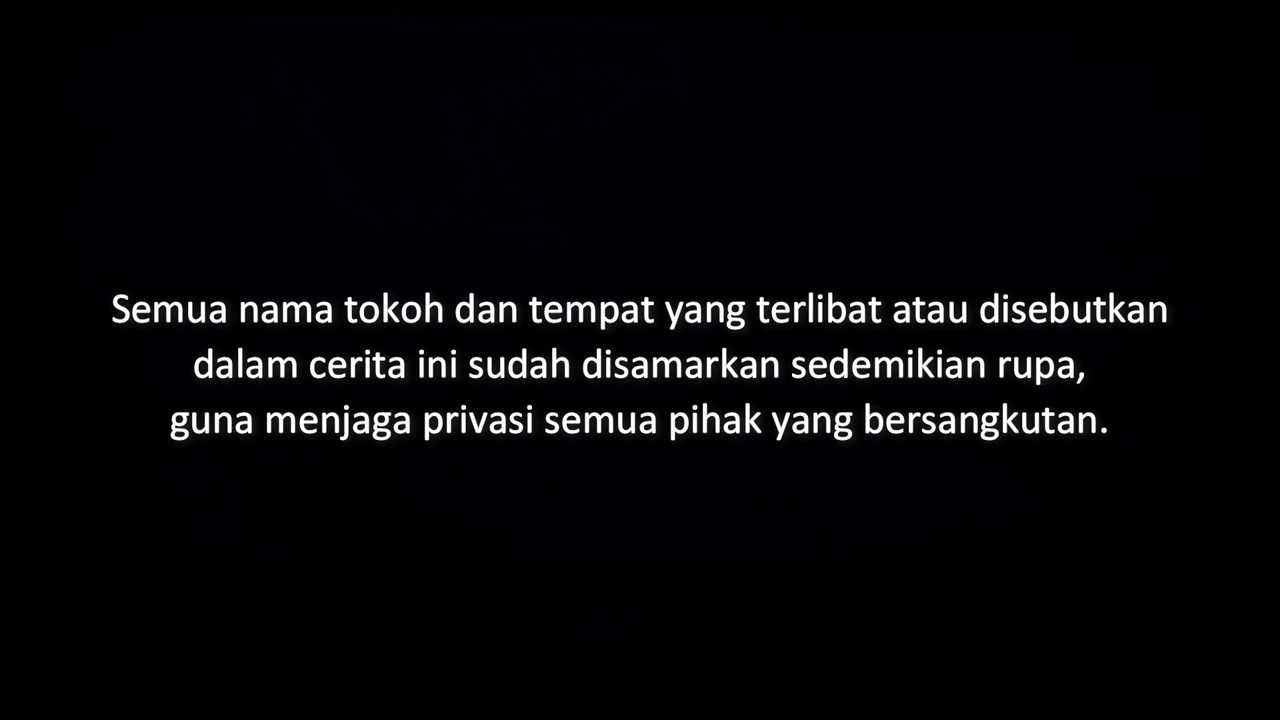 Semua nama tokoh dan tempat yang terlibat atau disebutkan
dalam cerita ini sudah disamarkan sedemikian rupa,
guna menjaga privasi semua pihak yang bersangkutan.